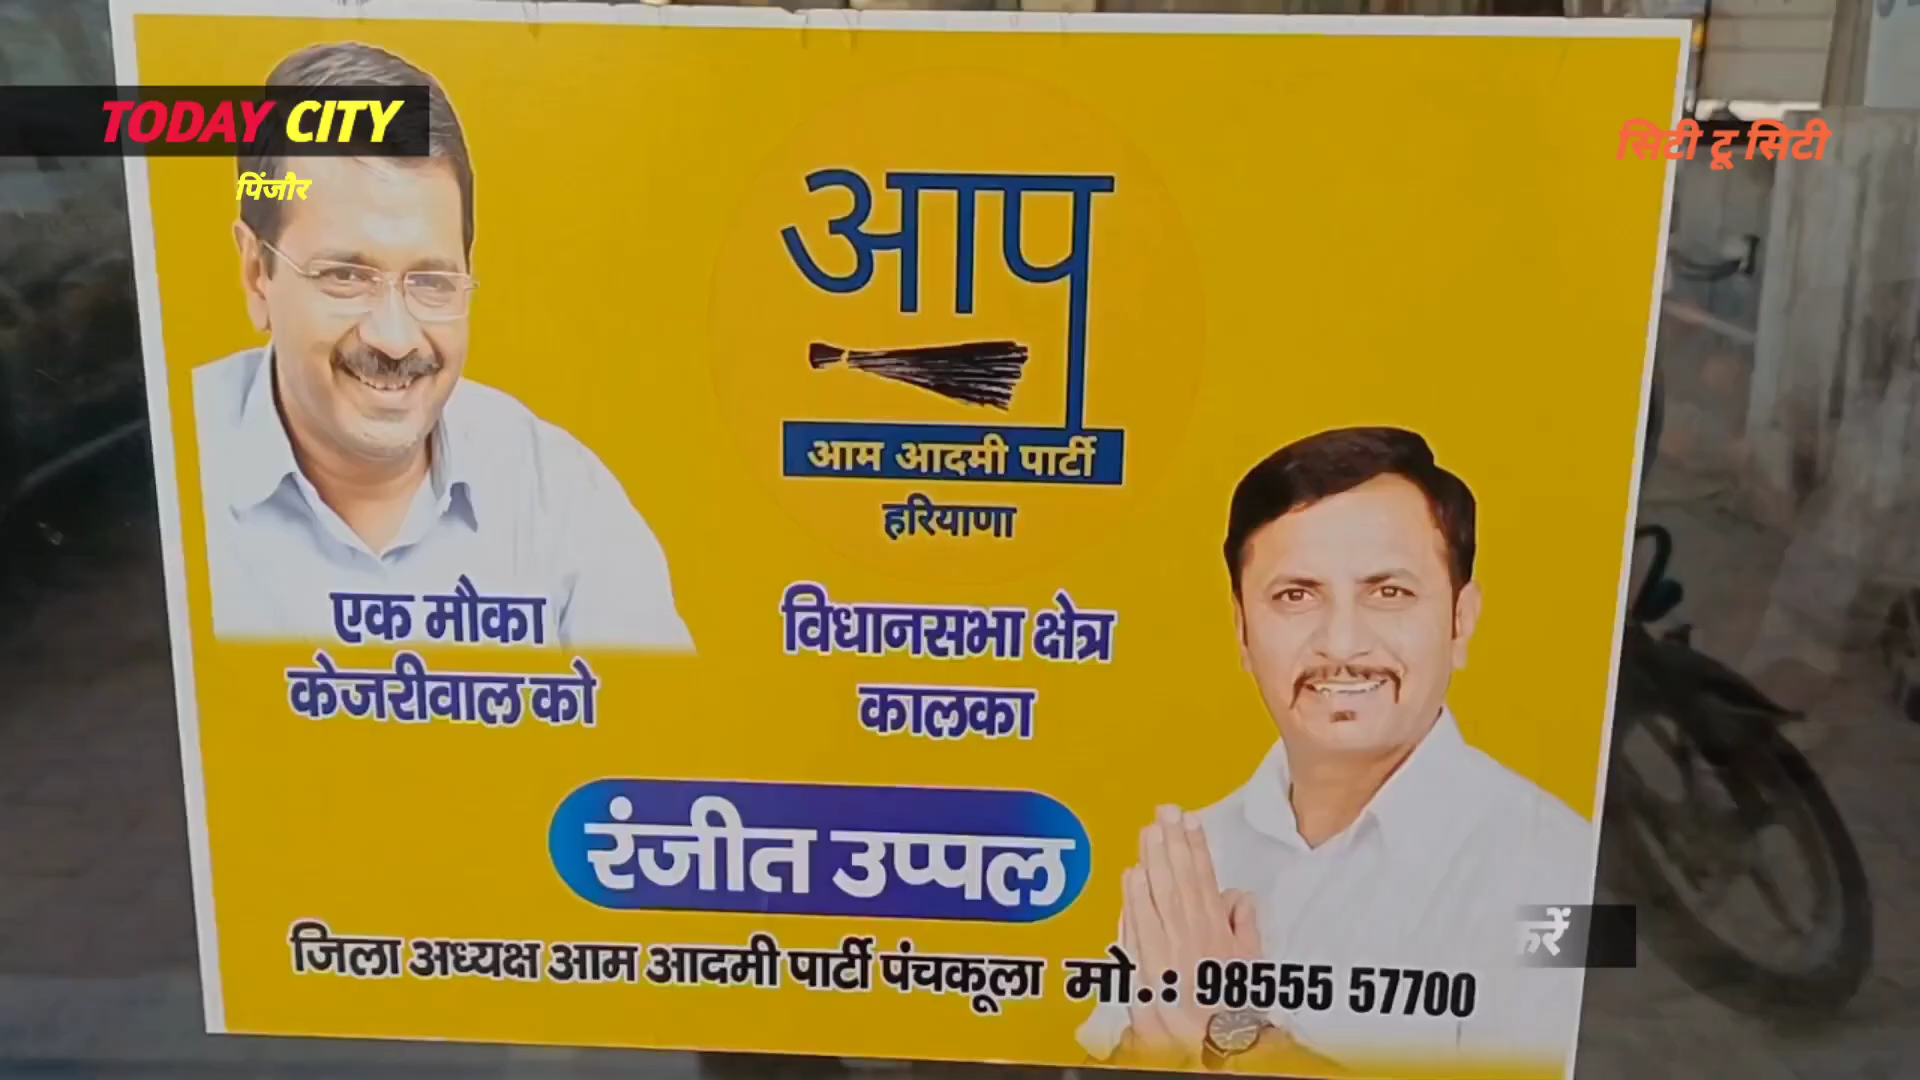 TODAY CITY
पिंजौर
सिटी टू सिटी
आप
आम आदमी पार्टी
हरियाणा
एक मौका
केजरीवाल को
विधानसभा क्षेत्र
कालका
रंजीत उप्पल
जिला अध्यक्ष आम आदमी पार्टी पंचकूला मो.: 98555 57700